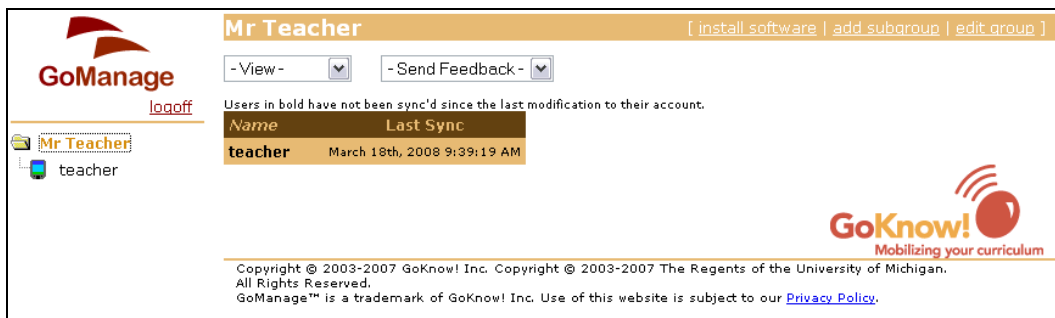 GoManage
logoff
Mr Teacher
teacher
Mr Teacher
[ install software | add subgroup | edit group ]
- View -
- Send Feedback -
Users in bold have not been sync'd since the last modification to their account.
Name Last Sync
teacher March 18th, 2008 9:39:19 AM
GoKnow!
Mobilizing your curriculum
Copyright © 2003-2007 GoKnow! Inc. Copyright © 2003-2007 The Regents of the University of Michigan.
All Rights Reserved.
GoManage™ is a trademark of GoKnow! Inc. Use of this website is subject to our Privacy Policy.